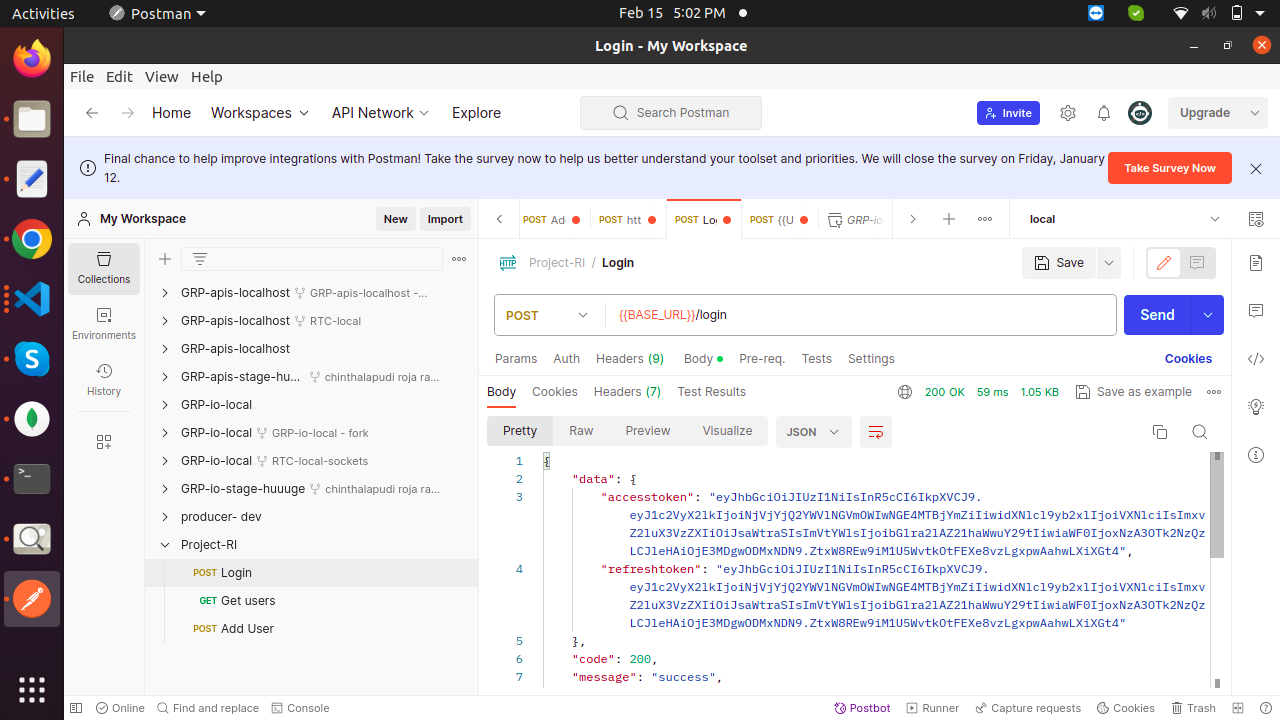 Activities Postman Feb 15 5:02 PM
Login - My Workspace
File Edit View Help
Home Workspaces API Network Explore Search Postman Invite Upgrade
Final chance to help improve integrations with Postman! Take the survey now to help us better understand your toolset and priorities. We will close the survey on Friday, January
12.
Take Survey Now
My Workspace New Import
POST Ad POST htt POST Lo POST {{U GRP-io local
Collections
Environments
History
GRP-apis-localhost GRP-apis-localhost -...
GRP-apis-localhost RTC-local
GRP-apis-localhost
GRP-apis-stage-hu... chinthalapudi roja ra...
GRP-io-local
GRP-io-local GRP-io-local - fork
GRP-io-local RTC-local-sockets
GRP-io-stage-huuuge chinthalapudi roja ra...
producer- dev
Project-RI
POST Login
GET Get users
POST Add User
HTTP Project-RI / Login Save
POST {{BASE_URL}}/login Send
Params Auth Headers (9) Body Pre-req. Tests Settings Cookies
Body Cookies Headers (7) Test Results 200 OK 59 ms 1.05 KB Save as example
Pretty Raw Preview Visualize JSON
1 {
2 "data": {
3 "accesstoken": "eyJhbGciOiJIUzI1NiIsInR5cCI6IkpXVCJ9.
eyJ1c2VyX2lkIjoiNjVjYjQ2YWVlNGVmOWIwNGE4MTBjYmZiIiwidXNlcl9yb2xlIjoiVXNlciIsImxv
Z2luX3VzZXIiOiJsaWtraSIsImVtYWlsIjoibGlra2lAZ21haWwuY29tIiwiaWF0IjoxNzA3OTk2NzQz
LCJleHAiOjE3MDgwODMxNDN9.ZtxW8REw9iM1U5WvtkOtFEXe8vzLgxpwAahwLXiXGt4",
4 "refreshtoken": "eyJhbGciOiJIUzI1NiIsInR5cCI6IkpXVCJ9.
eyJ1c2VyX2lkIjoiNjVjYjQ2YWVlNGVmOWIwNGE4MTBjYmZiIiwidXNlcl9yb2xlIjoiVXNlciIsImxv
Z2luX3VzZXIiOiJsaWtraSIsImVtYWlsIjoibGlra2lAZ21haWwuY29tIiwiaWF0IjoxNzA3OTk2NzQz
LCJleHAiOjE3MDgwODMxNDN9.ZtxW8REw9iM1U5WvtkOtFEXe8vzLgxpwAahwLXiXGt4"
5 },
6 "code": 200,
7 "message": "success",
Online Find and replace Console Postbot Runner Capture requests Cookies Trash